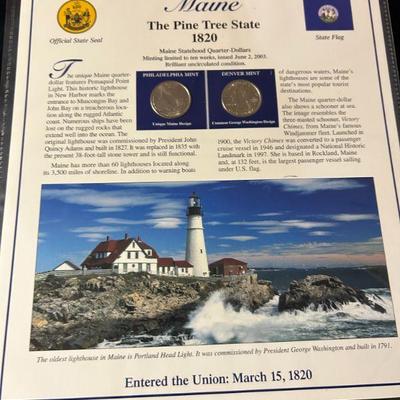 Maine
The Pine Tree State
1820
Official State Seal
State Flag
Maine Statehood Quarter-Dollars
Minting limited to ten weeks, issued June 2, 2003.
Brilliant uncirculated condition.
The unique Maine quarter-
dollar features Pemaquid Point
Light. This historic lighthouse
in New Harbor marks the
entrance to Muscongus Bay and
John Bay on a treacherous loca-
tion along the rugged Atlantic
Coast. Numerous ships have been
lost on the rugged rocks that
extend well into the ocean. The
original lighthouse was commissioned by President John
Quincy Adams and built in 1827. It was replaced in 1835 with
the present 38-foot-tall stone tower and is still functional.
Maine has more than 60 lighthouses located along
its 3,500 miles of shoreline. In addition to warning boats
PHILADELPHIA MINT
Unique Maine Design
DENVER MINT
Common George Washington Design
of dangerous waters, Maine's
lighthouses are some of the
state's most popular tourist
destinations.
The Maine quarter-dollar
also shows a schooner at sea.
The image resembles the
three-masted schooner, Victory
Chimes, from Maine's famous
Windjammer fleet. Launched in
1900, the Victory Chimes was converted to a passenger
cruise vessel in 1946 and designated a National Historic
Landmark in 1997. She is based in Rockland, Maine
and, at 132 feet, is the largest passenger vessel sailing
under U.S. flag.
The oldest lighthouse in Maine is Portland Head Light. It was commissioned by President George Washington and built in 1791.
Entered the Union: March 15, 1820